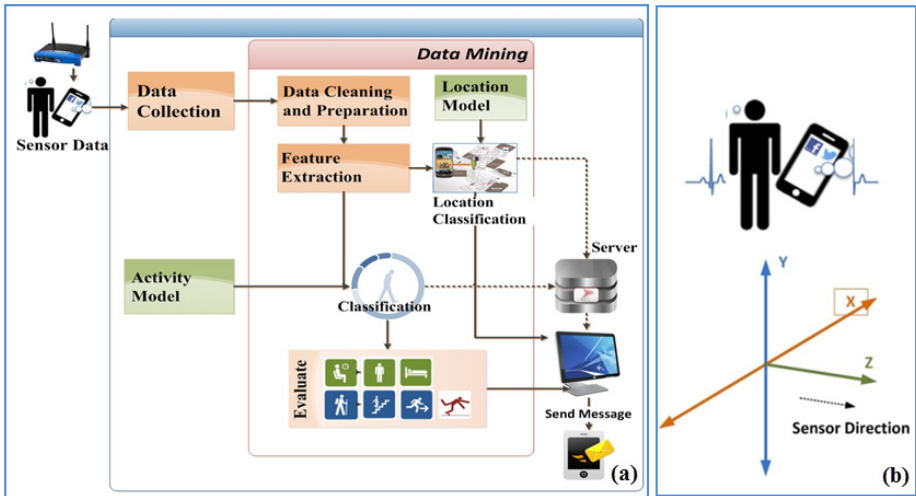 Data Mining
Data
Collection
Data Cleaning
and Preparation
Location
Model
Sensor Data
Feature
Extraction
Location
Classification
Server
Activity
Model
Classification
Evaluate
Send Message
(a)
f
Y
X
Z
Sensor Direction
(b)